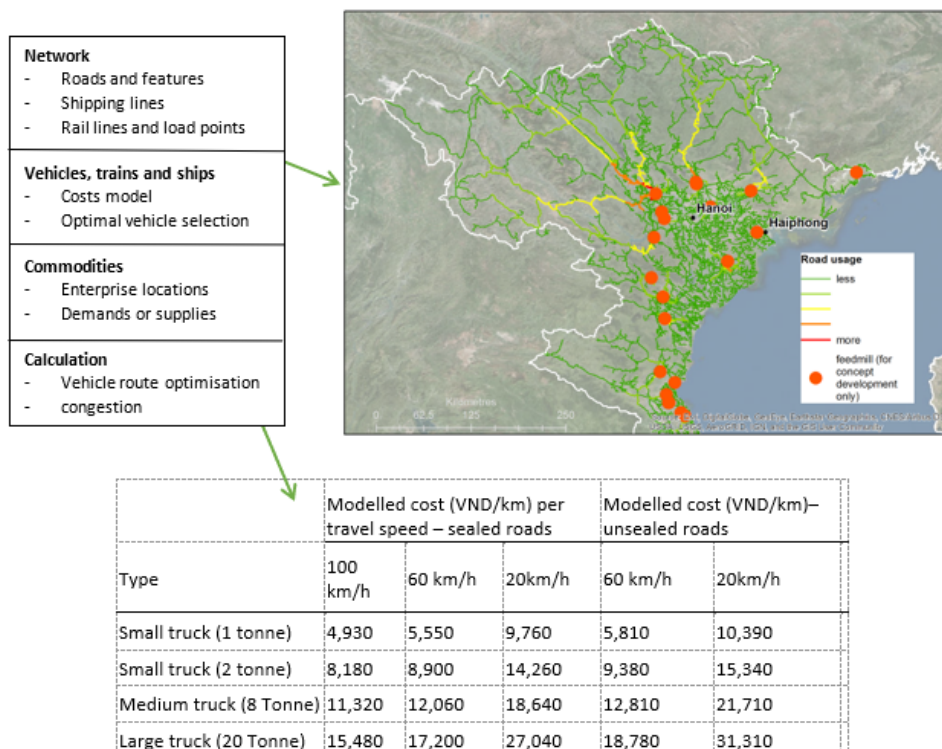 Network
- Roads and features
- Shipping lines
- Rail lines and load points
Vehicles, trains and ships
- Costs model
- Optimal vehicle selection
Commodities
- Enterprise locations
- Demands or supplies
Calculation
- Vehicle route optimisation
- congestion
Hanoi
Haiphong
Road usage
less
more
feedmill (for
concept
development
only)
Kilometres
0 62.5 125 250
Modelled cost (VND/km) per
travel speed – sealed roads
Modelled cost (VND/km)–
unsealed roads
Type 100 km/h 60 km/h 20km/h 60 km/h 20km/h
Small truck (1 tonne) 4,930 5,550 9,760 5,810 10,390
Small truck (2 tonne) 8,180 8,900 14,260 9,380 15,340
Medium truck (8 Tonne) 11,320 12,060 18,640 12,810 21,710
Large truck (20 Tonne) 15,480 17,200 27,040 18,780 31,310